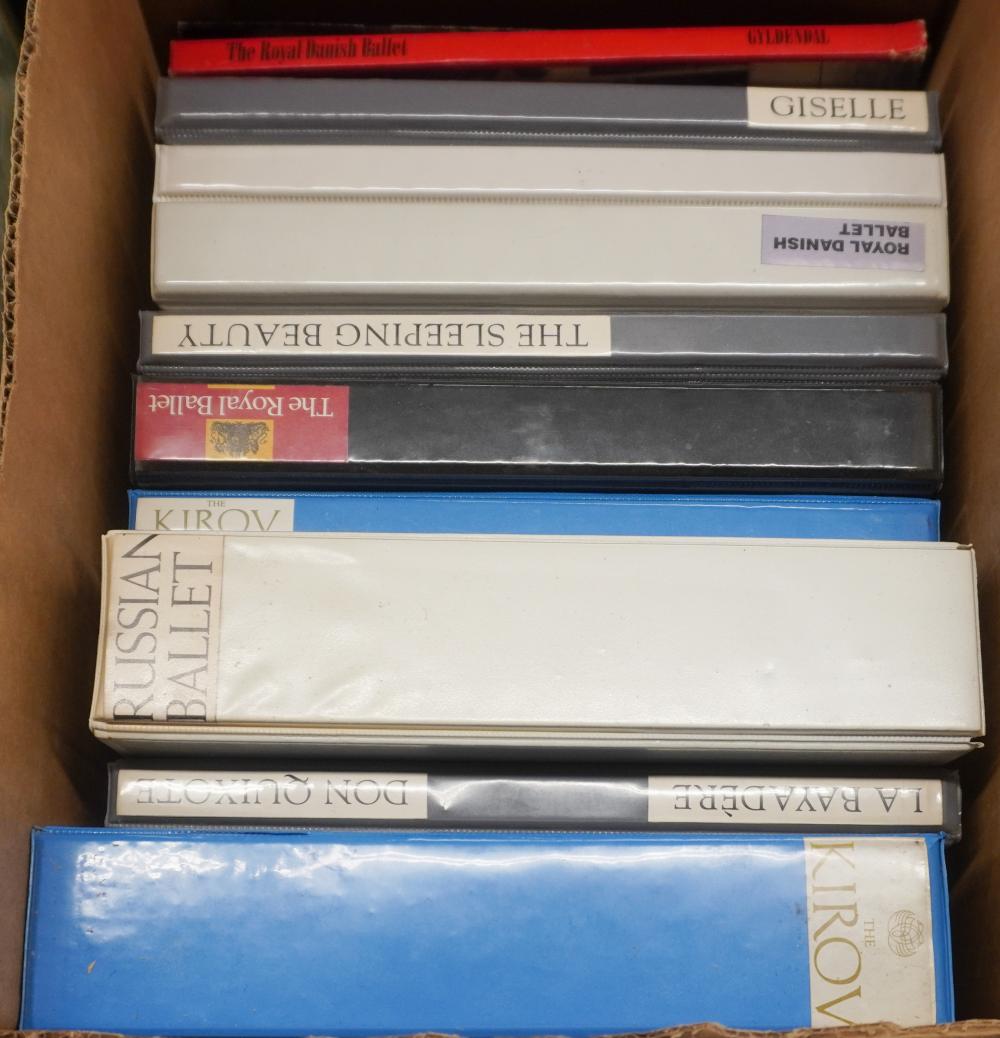 The Royal Danish Ballet
GYLDENDAL
GISELLE
ROYAL DANISH
BALLET
THE SLEEPING BEAUTY
The Royal Ballet
THE
KIROV
RUSSIAN
BALLET
DON QUIXOTE
LA BAYADÈRE
THE
KIROV